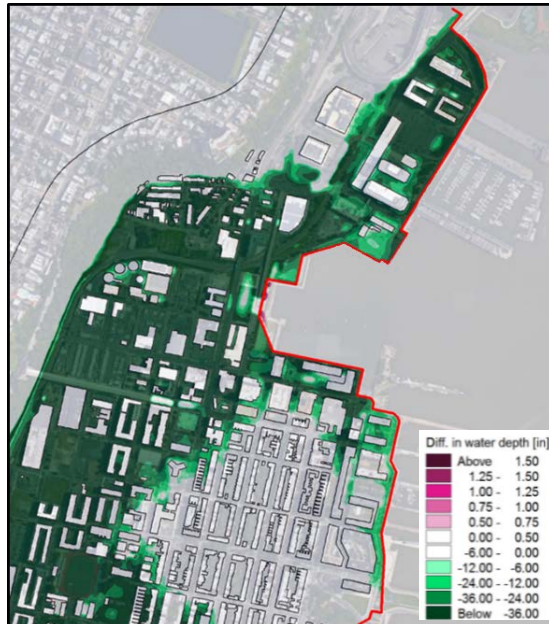 Diff. in water depth [in]
Above 1.50
1.25 - 1.50
1.00 - 1.25
0.75 - 1.00
0.50 - 0.75
0.00 - 0.50
-6.00 - 0.00
-12.00 - -6.00
-24.00 - -12.00
-36.00 - -24.00
Below -36.00